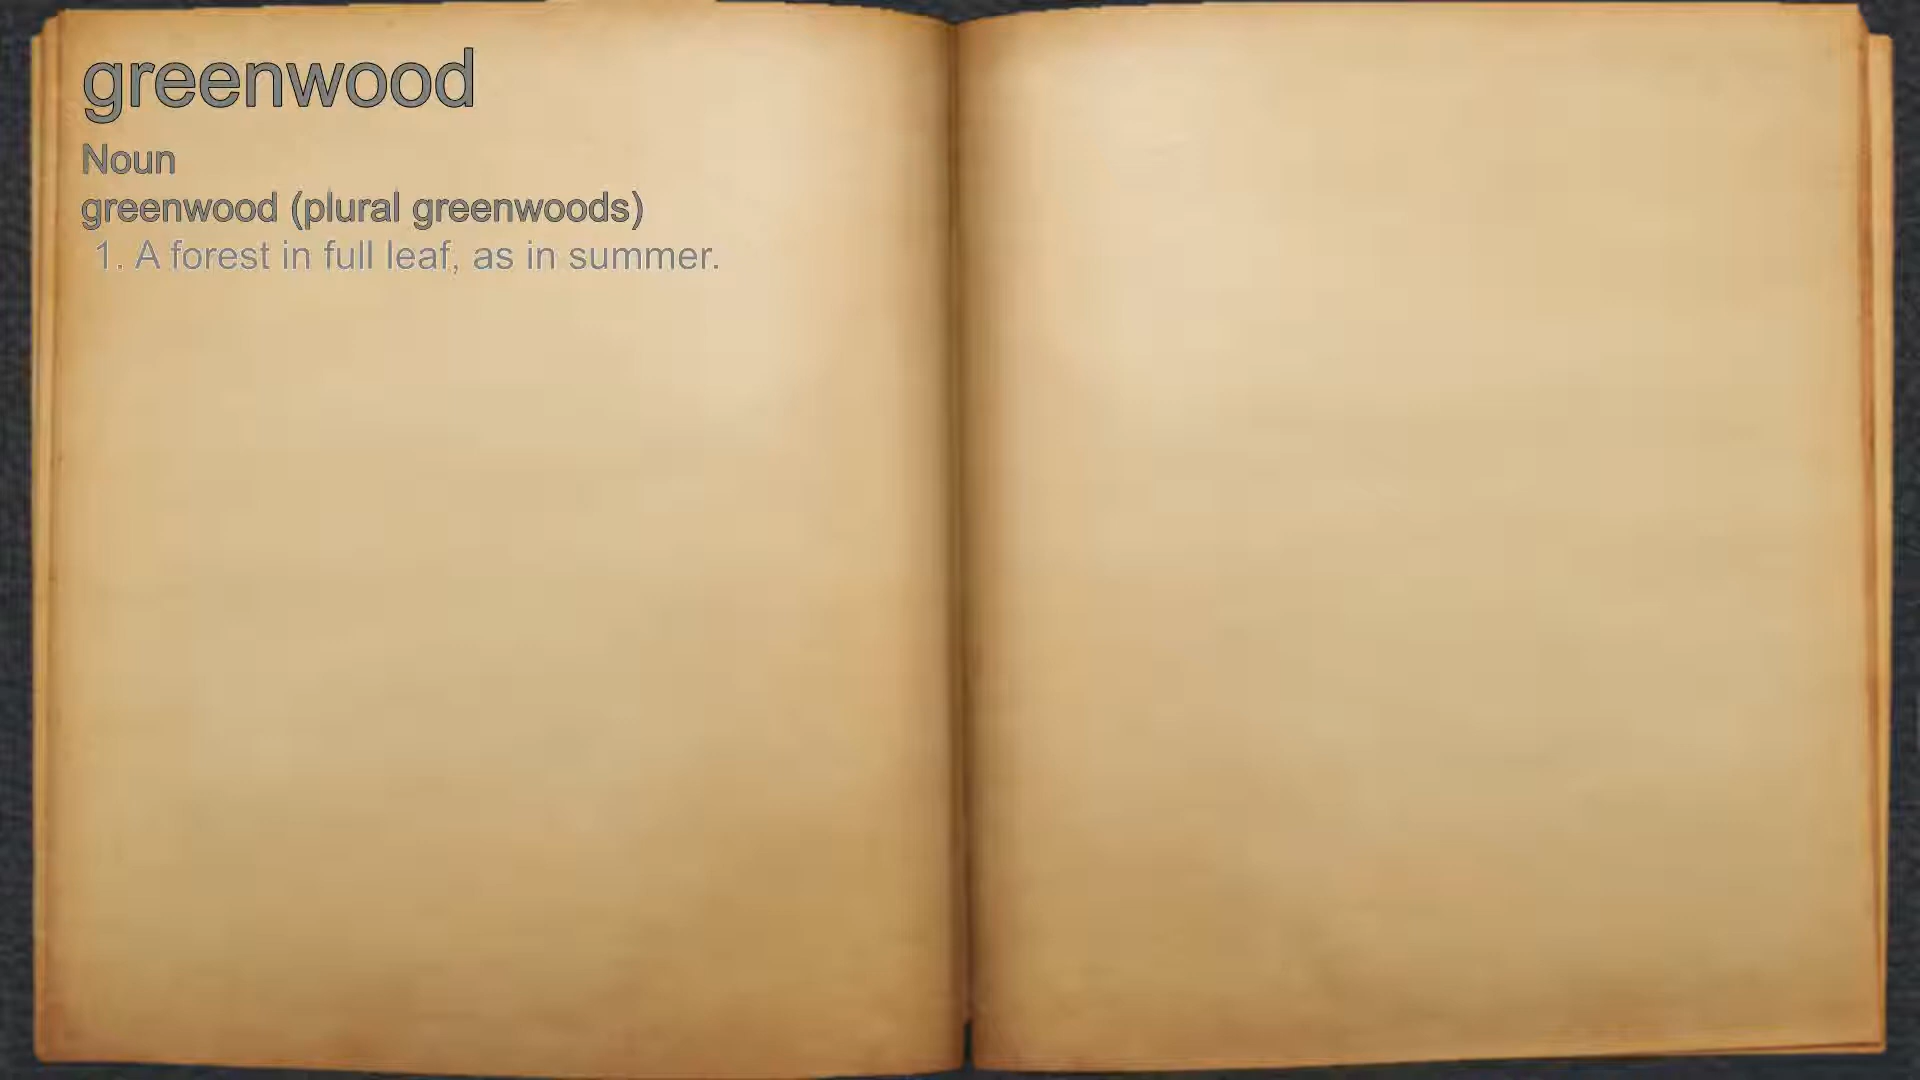 greenwood
Noun
greenwood (plural greenwoods)
1. A forest in full leaf, as in summer.